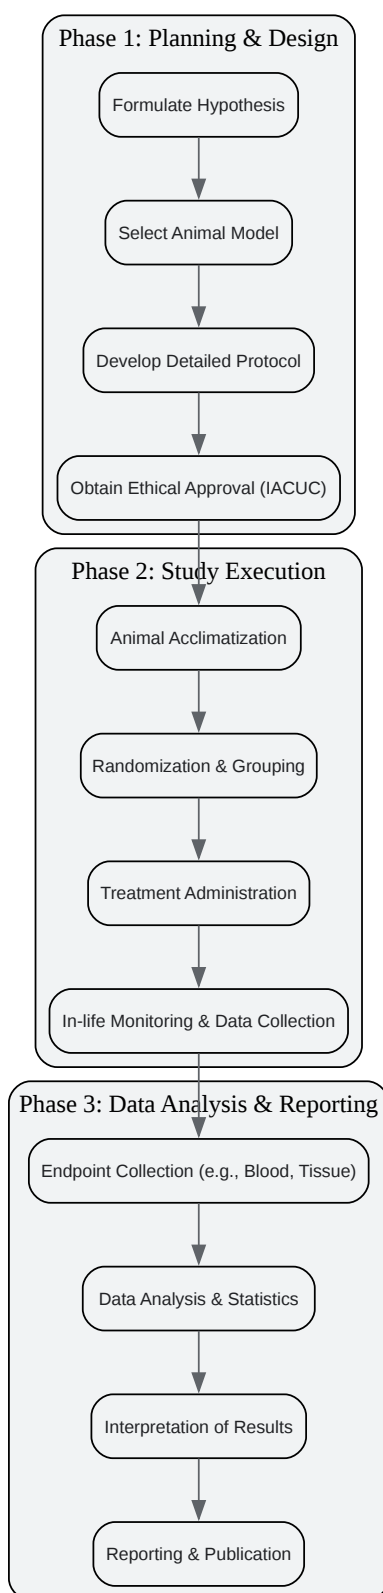 Phase 1: Planning & Design
Formulate Hypothesis
Select Animal Model
Develop Detailed Protocol
Obtain Ethical Approval (IACUC)
Phase 2: Study Execution
Animal Acclimatization
Randomization & Grouping
Treatment Administration
In-life Monitoring & Data Collection
Phase 3: Data Analysis & Reporting
Endpoint Collection (e.g., Blood, Tissue)
Data Analysis & Statistics
Interpretation of Results
Reporting & Publication